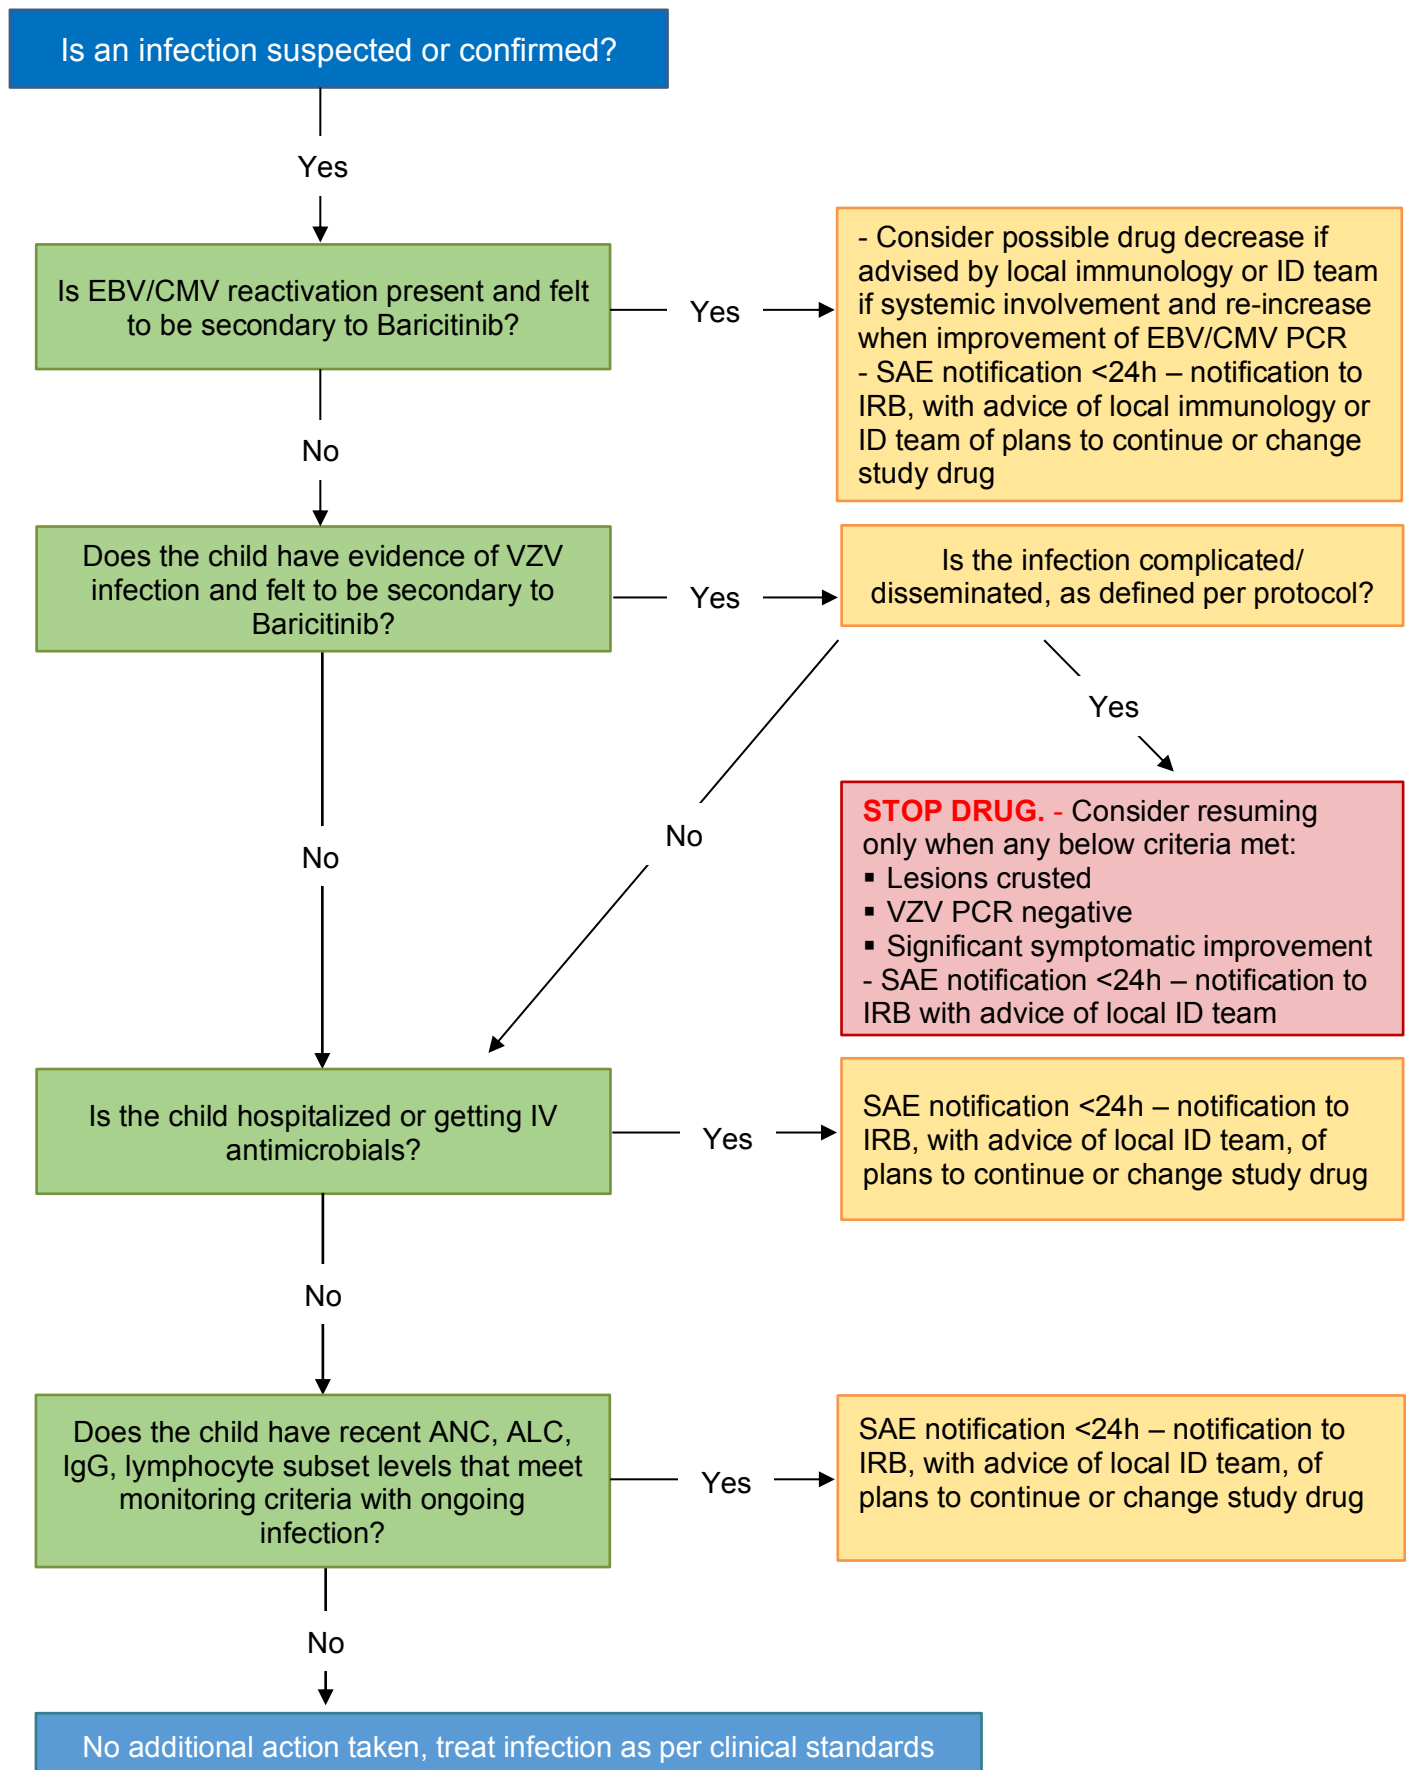 Is an infection suspected or confirmed?
Yes
Is EBV/CMV reactivation present and felt
to be secondary to Baricitinib?
Yes
- Consider possible drug decrease if
advised by local immunology or ID team
if systemic involvement and re-increase
when improvement of EBV/CMV PCR
- SAE notification <24h – notification to
IRB, with advice of local immunology or
ID team of plans to continue or change
study drug
No
Does the child have evidence of VZV
infection and felt to be secondary to
Baricitinib?
Yes
Is the infection complicated/
disseminated, as defined per protocol?
Yes
No
No
STOP DRUG. - Consider resuming
only when any below criteria met:
▪ Lesions crusted
▪ VZV PCR negative
▪ Significant symptomatic improvement
- SAE notification <24h – notification to
IRB with advice of local ID team
Is the child hospitalized or getting IV
antimicrobials?
Yes
SAE notification <24h – notification to
IRB, with advice of local ID team, of
plans to continue or change study drug
No
Does the child have recent ANC, ALC,
IgG, lymphocyte subset levels that meet
monitoring criteria with ongoing
infection?
Yes
SAE notification <24h – notification to
IRB, with advice of local ID team, of
plans to continue or change study drug
No
No additional action taken, treat infection as per clinical standards